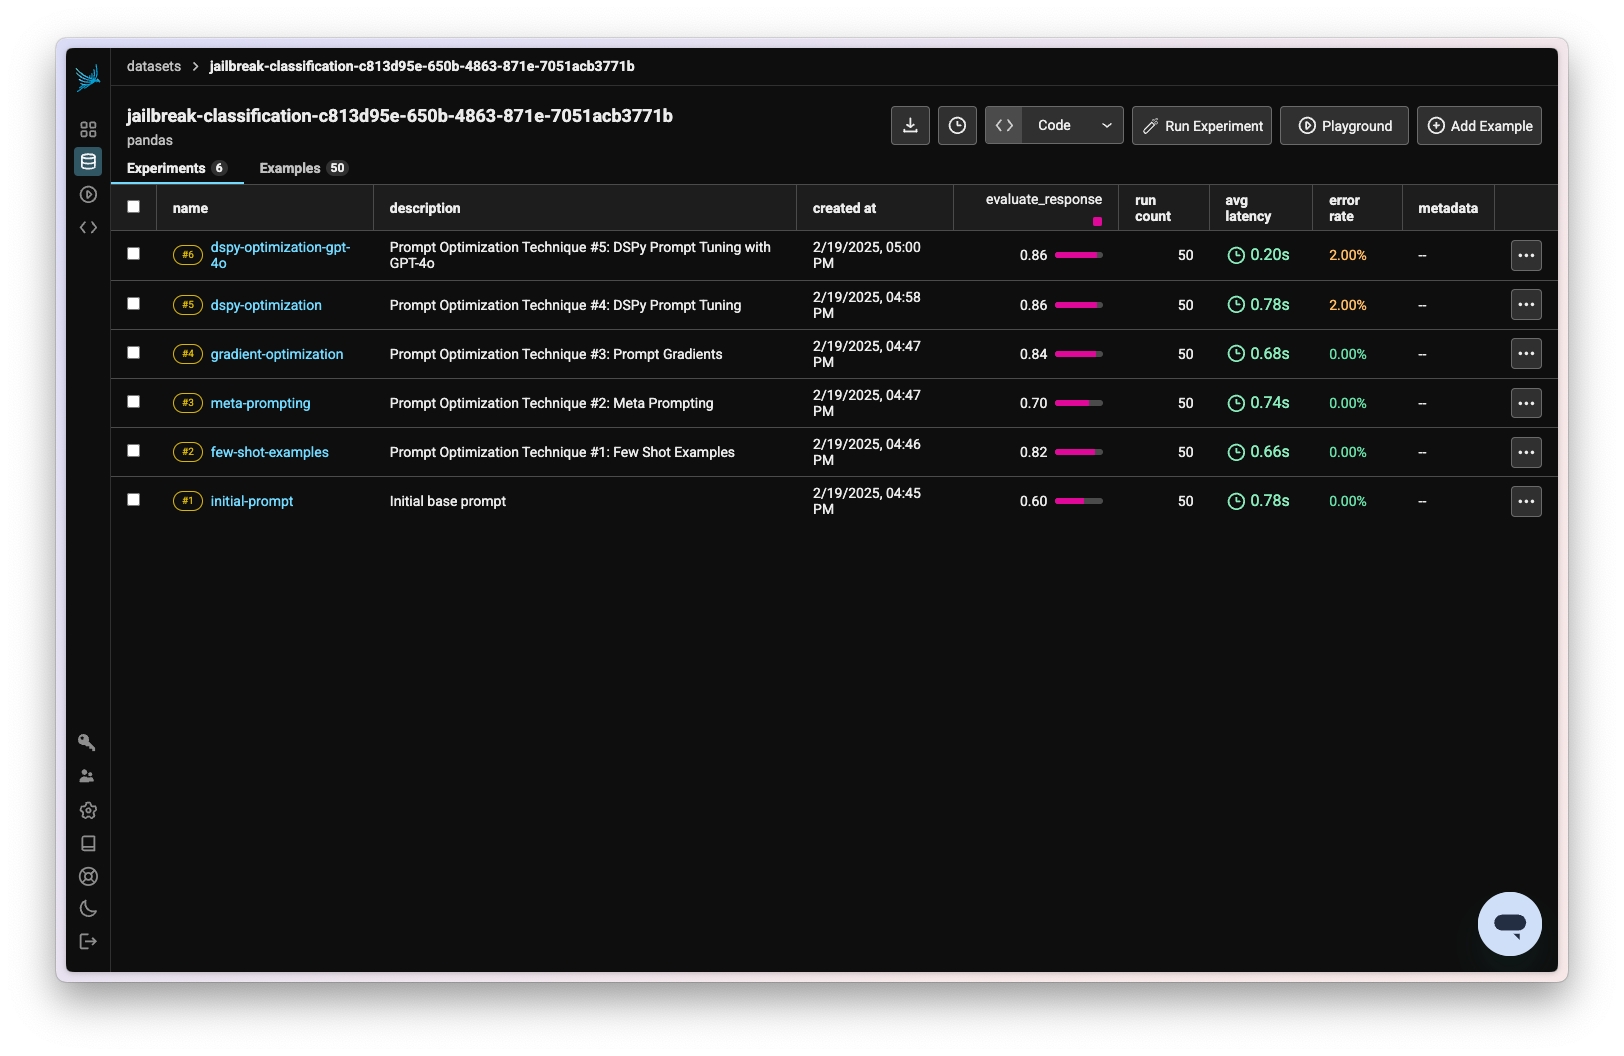 datasets > jailbreak-classification-c813d95e-650b-4863-871e-7051acb3771b
jailbreak-classification-c813d95e-650b-4863-871e-7051acb3771b
pandas
Code
Run Experiment
Playground
Add Example
Experiments 6
Examples 50
name description created at evaluate_response run count avg latency error rate metadata
#6 dspy-optimization-gpt-4o Prompt Optimization Technique #5: DSPy Prompt Tuning with GPT-4o 2/19/2025, 05:00 PM 0.86 50 0.20s 2.00% --
#5 dspy-optimization Prompt Optimization Technique #4: DSPy Prompt Tuning 2/19/2025, 04:58 PM 0.86 50 0.78s 2.00% --
#4 gradient-optimization Prompt Optimization Technique #3: Prompt Gradients 2/19/2025, 04:47 PM 0.84 50 0.68s 0.00% --
#3 meta-prompting Prompt Optimization Technique #2: Meta Prompting 2/19/2025, 04:47 PM 0.70 50 0.74s 0.00% --
#2 few-shot-examples Prompt Optimization Technique #1: Few Shot Examples 2/19/2025, 04:46 PM 0.82 50 0.66s 0.00% --
#1 initial-prompt Initial base prompt 2/19/2025, 04:45 PM 0.60 50 0.78s 0.00% --